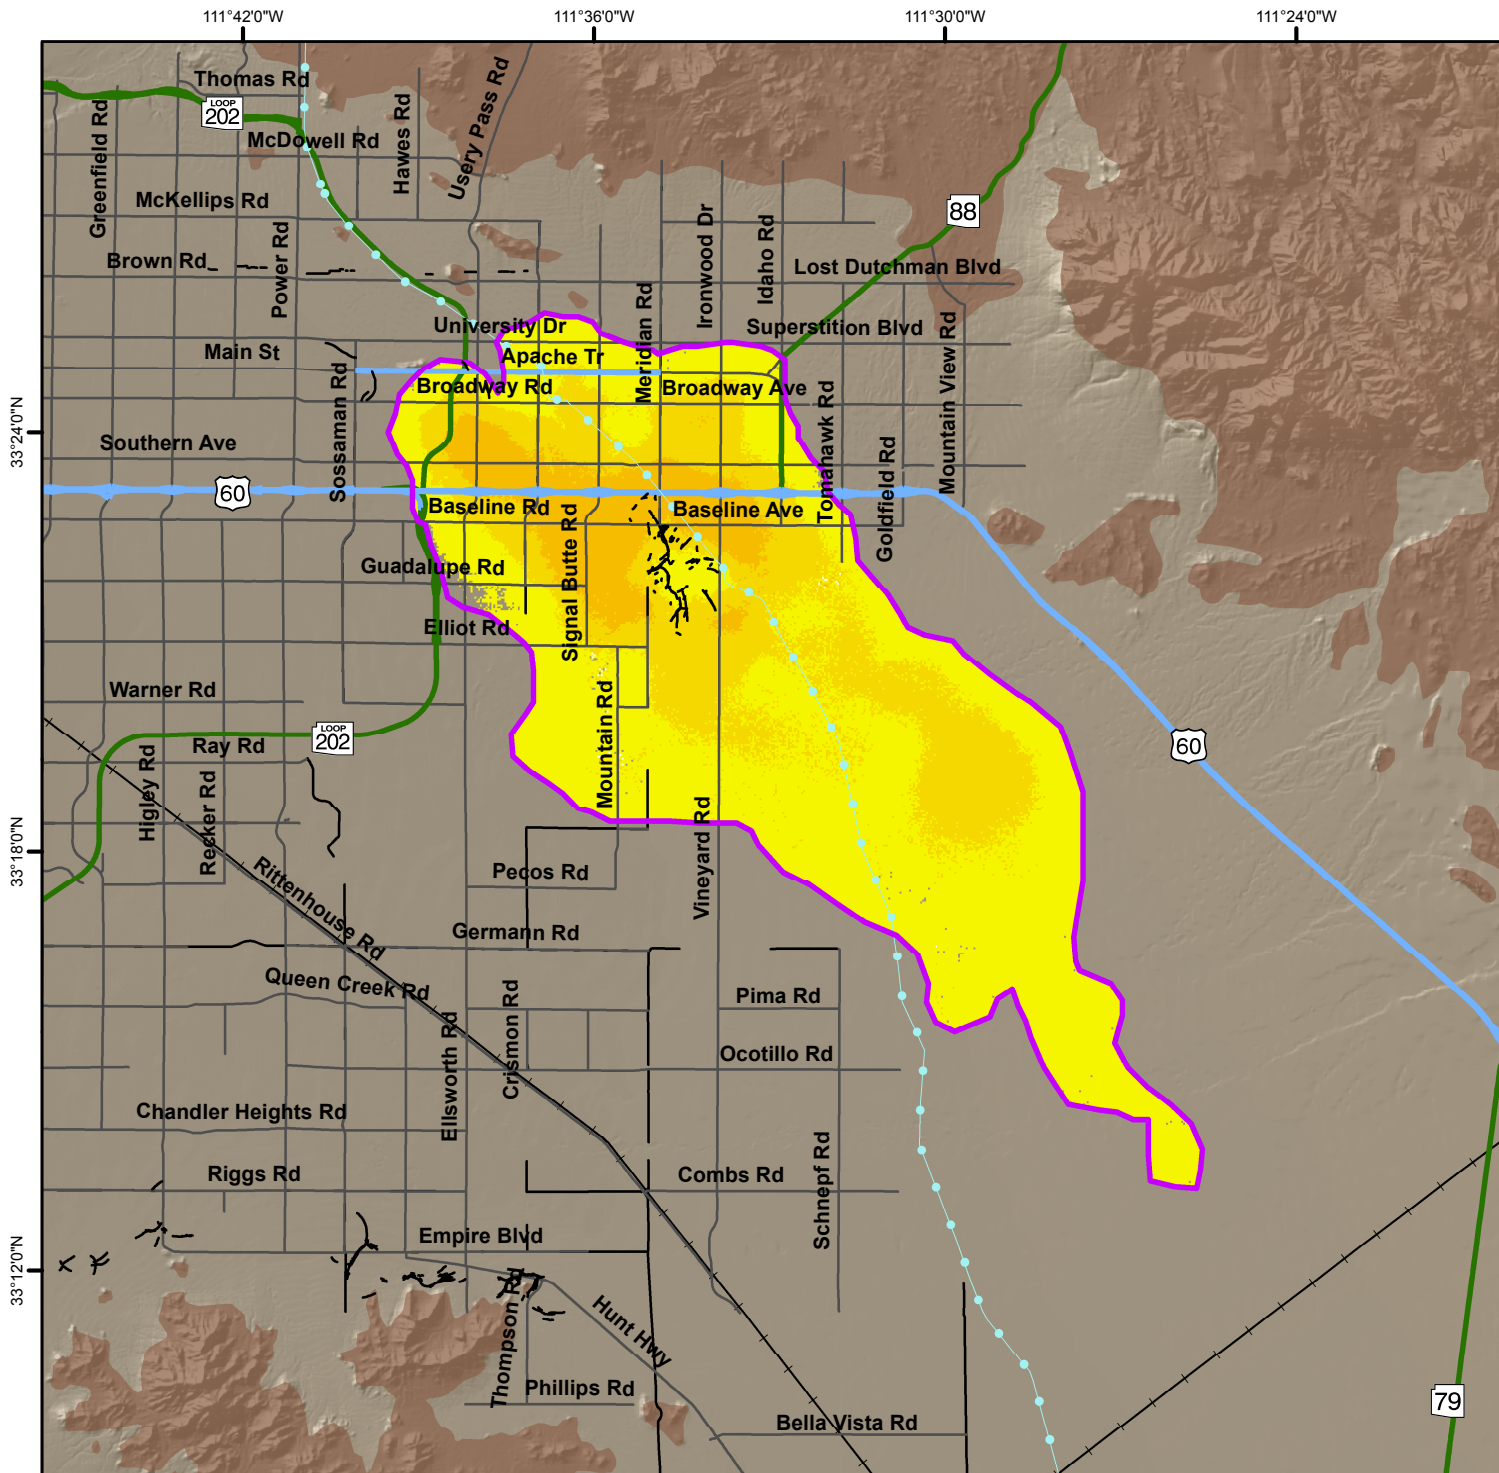 111°42'0"W
111°36'0"W
111°30'0"W
111°24'0"W
Thomas Rd
LOOP
202
McDowell Rd
Greenfield Rd
Hawes Rd
Usery Pass Rd
McKellips Rd
88
Power Rd
Ironwood Dr
Idaho Rd
Brown Rd
Lost Dutchman Blvd
Meridian Rd
University Dr
Superstition Blvd
Mountain View Rd
Main St
Apache Tr
Sossaman Rd
Broadway Rd
Broadway Ave
Tomahawk Rd
33°24'0"N
Southern Ave
Goldfield Rd
60
Baseline Rd
Baseline Ave
Signal Butte Rd
Guadalupe Rd
Elliot Rd
Warner Rd
Mountain Rd
LOOP
202
Ray Rd
60
Higley Rd
Recker Rd
Vineyard Rd
33°18'0"N
Rittenhouse Rd
Pecos Rd
Germann Rd
Queen Creek Rd
Pima Rd
Ellsworth Rd
Crismon Rd
Ocotillo Rd
Chandler Heights Rd
Riggs Rd
Combs Rd
Schnepf Rd
Empire Blvd
33°12'0"N
Thompson Rd
Hunt Hwy
Phillips Rd
79
Bella Vista Rd